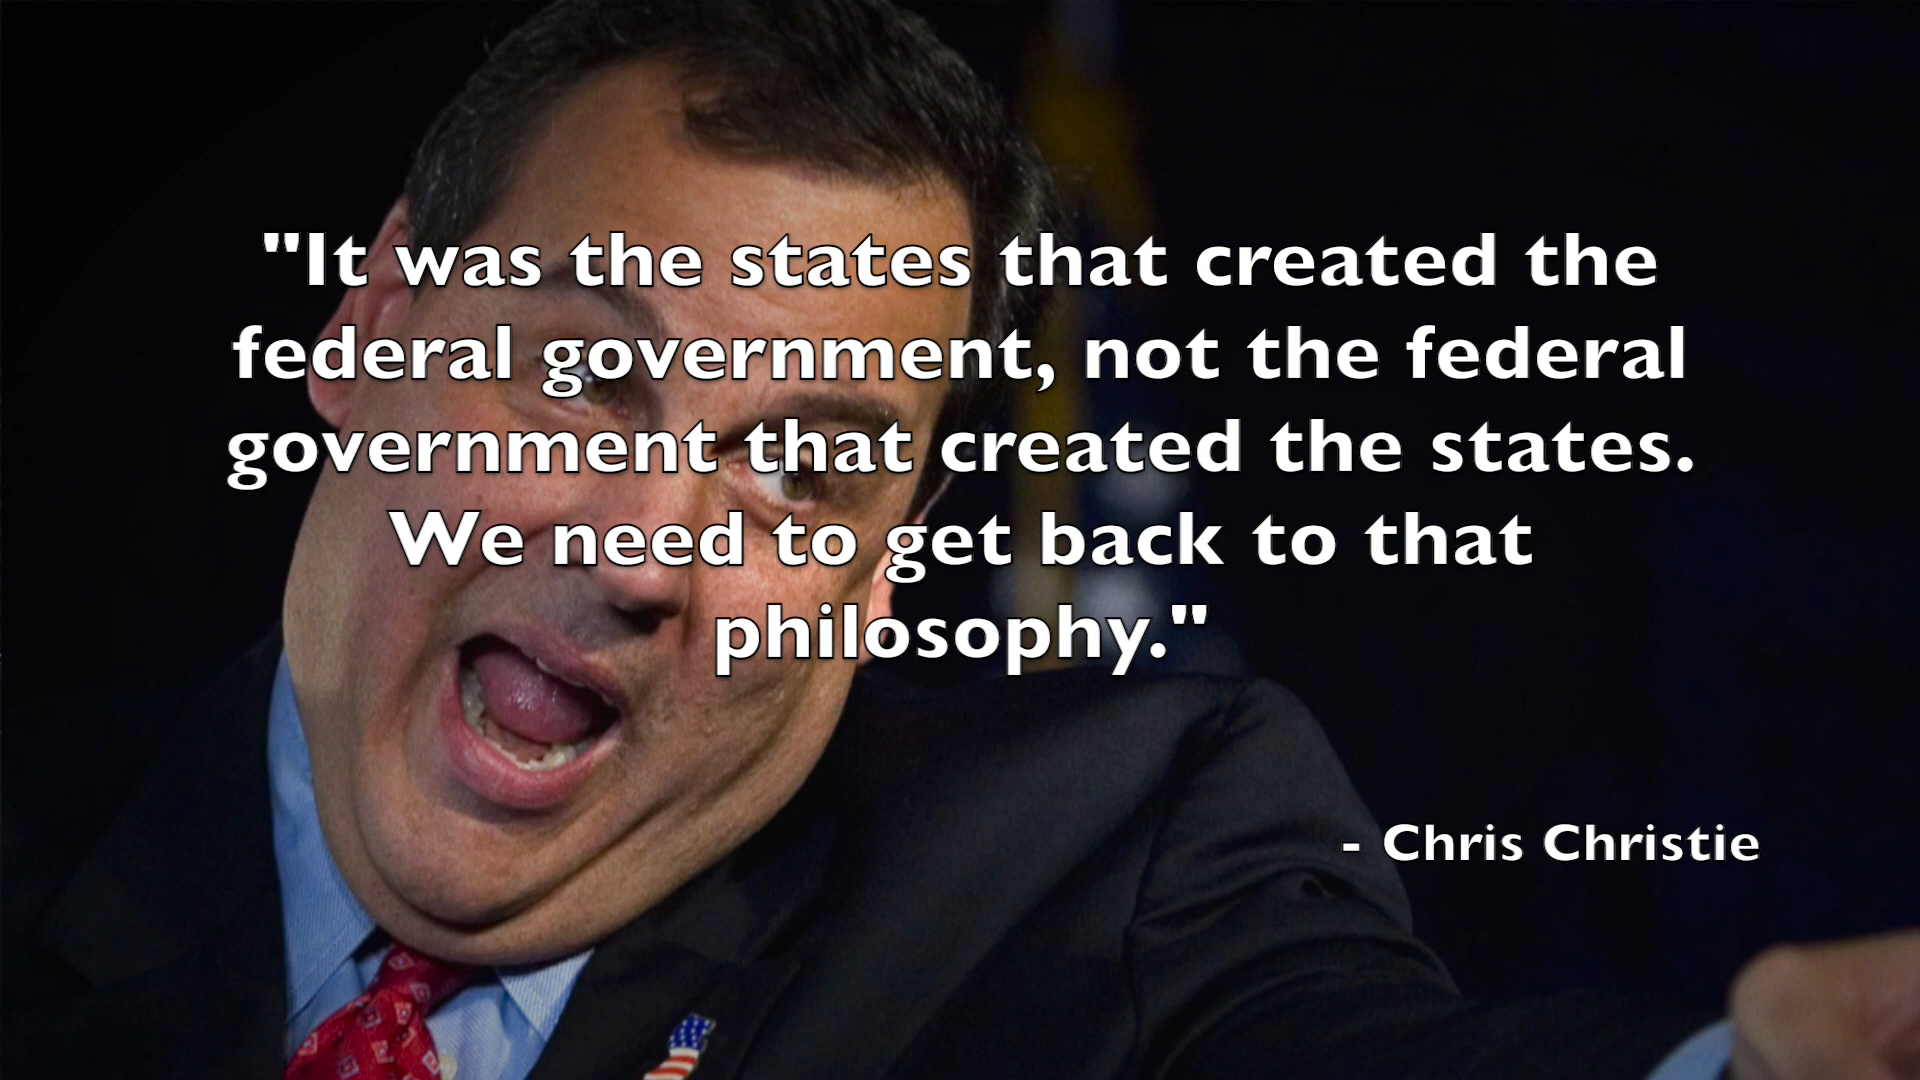 "It was the states that created the
federal government, not the federal
government that created the states.
We need to get back to that
philosophy."
- Chris Christie